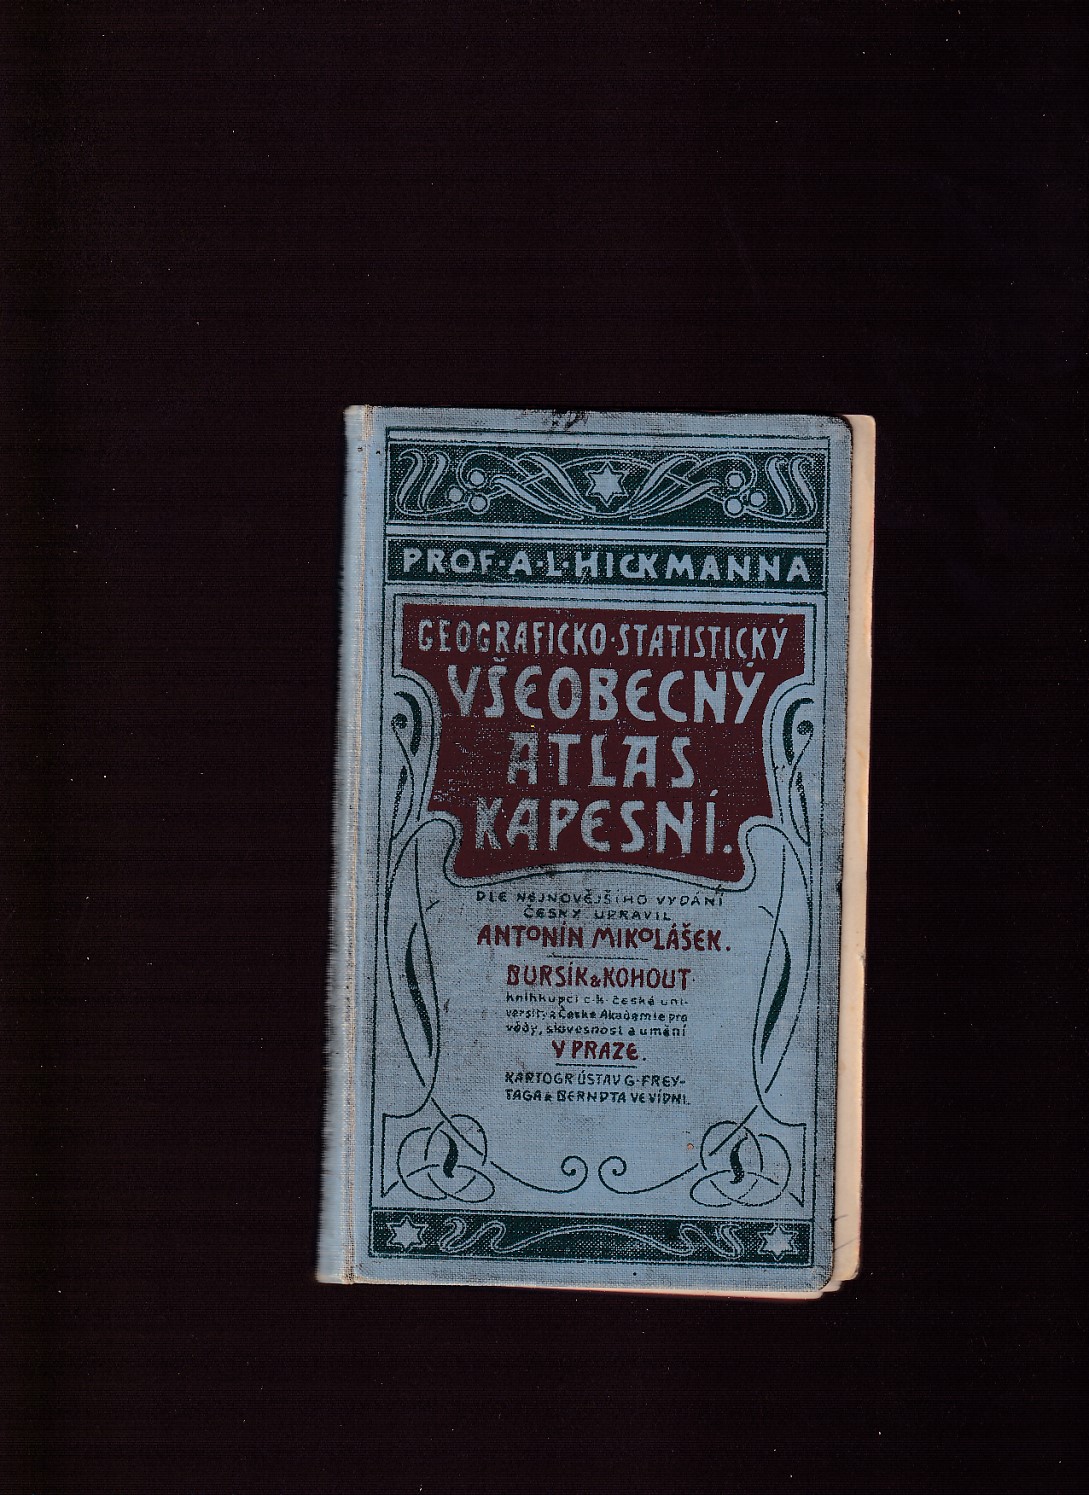 PROF·A·L·HICKMANNA
GEOGRAFICKO·STATISTICKÝ
VŠEOBECNÝ
ATLAS
KAPESNÍ.
DLE NEJNOVĚJŠÍHO VYDÁNÍ
ČESKY UPRAVIL
ANTONÍN MIKOLÁŠEK.
BURSÍK & KOHOUT
knihkupci c·k· české uni-
versity a České Akademie pro
vědy, slovesnost a umění
V PRAZE.
KARTOGR ÚSTAV G·FREY-
TAGA & BERNDTA VE VÍDNI.